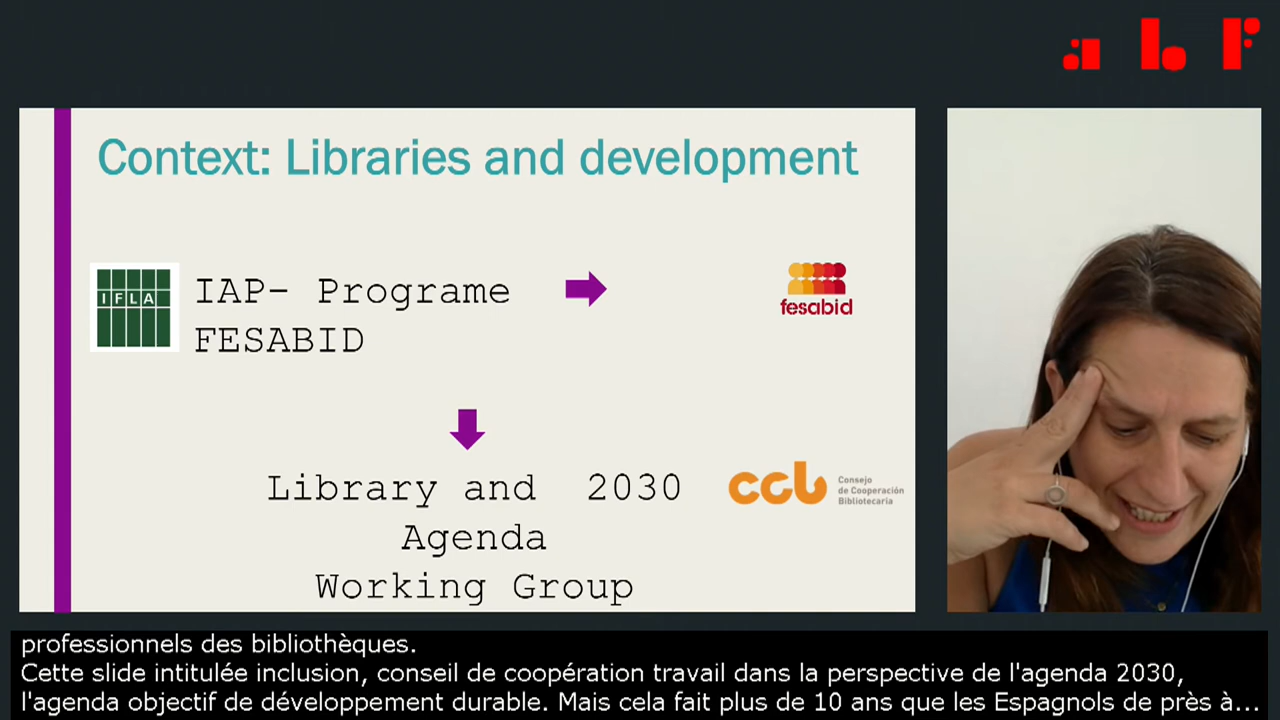 abf
Context: Libraries and development
IFLA
IAP- Programe
FESABID
fesabid
Library and 2030
Agenda
Working Group
ccb
Consejo
de Cooperación
Bibliotecaria
professionnels des bibliothèques.
Cette slide intitulée inclusion, conseil de coopération travail dans la perspective de l'agenda 2030,
l'agenda objectif de développement durable. Mais cela fait plus de 10 ans que les Espagnols de près à...